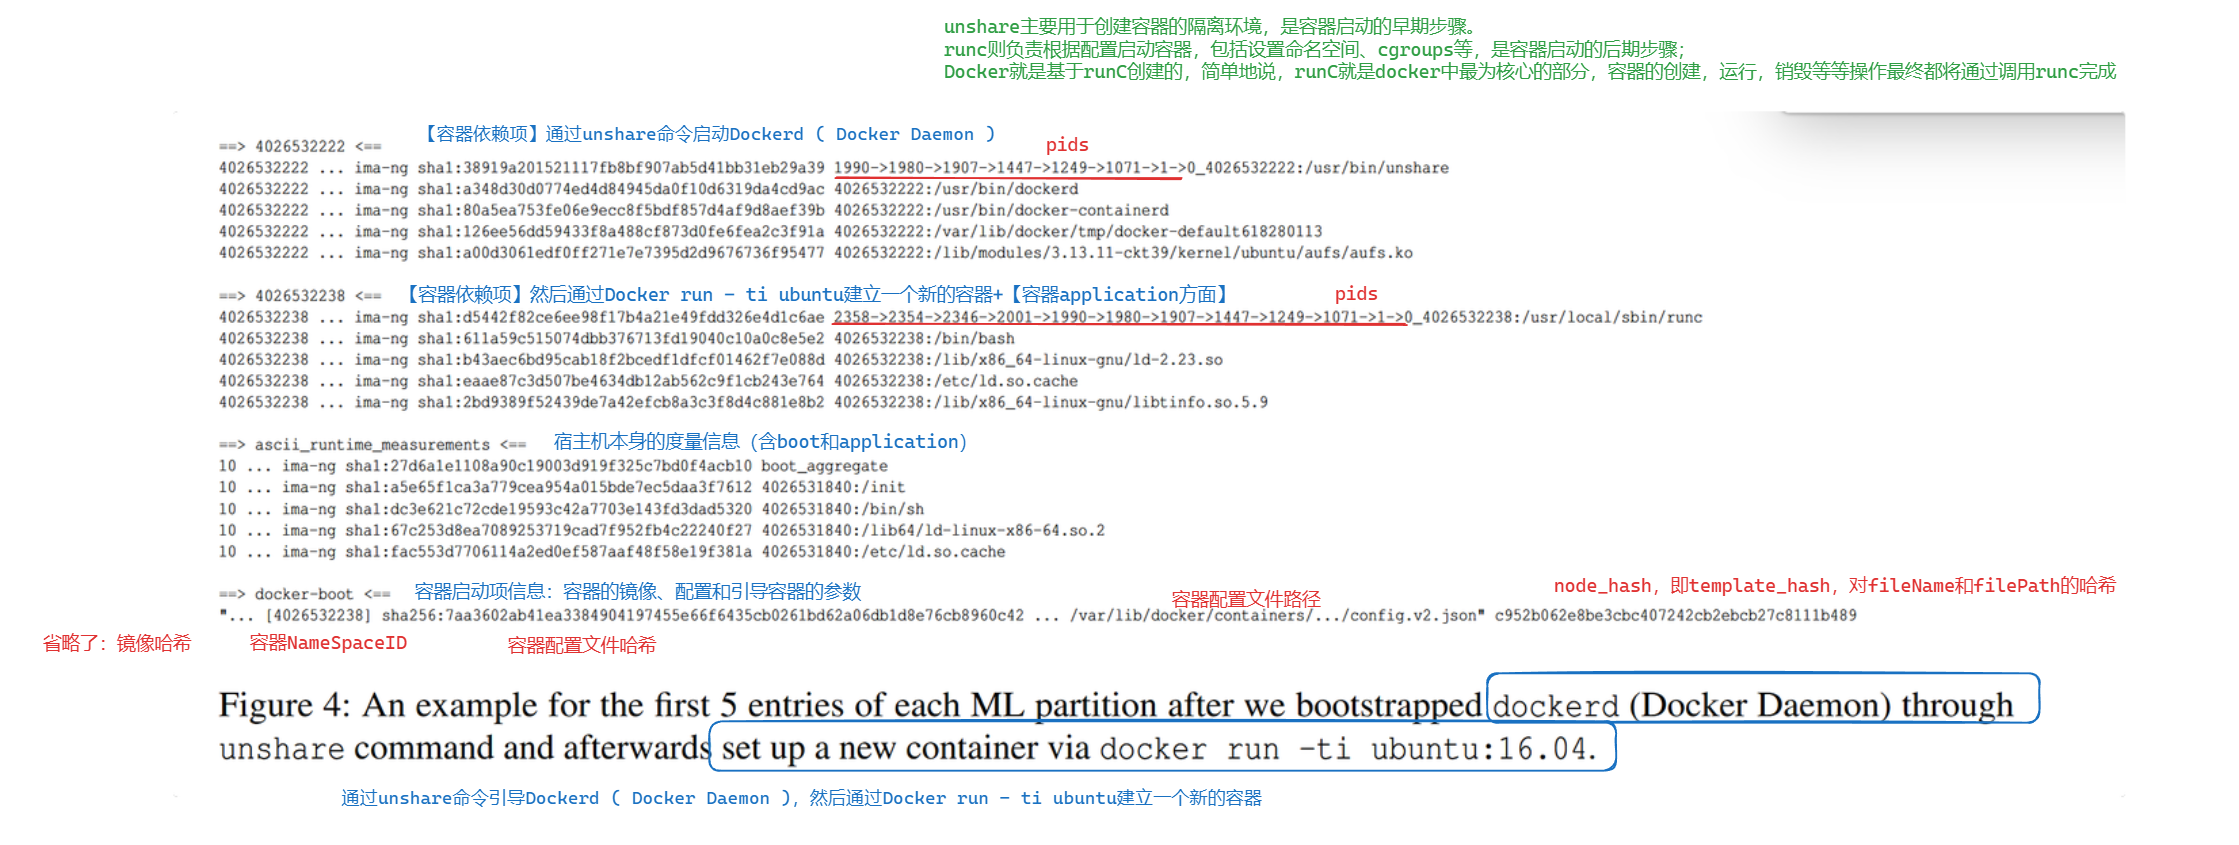 unshare主要用于创建容器的隔离环境，是容器启动的早期步骤。
runc则负责根据配置启动容器，包括设置命名空间、cgroups等，是容器启动的后期步骤；
Docker就是基于runC创建的，简单地说，runC就是docker中最为核心的部分，容器的创建，运行，销毁等等操作最终都将通过调用runc完成
【容器依赖项】通过unshare命令启动Dockerd ( Docker Daemon )
==> 4026532222 <==
pids
4026532222 ... ima-ng sha1:38919a201521117fb8bf907ab5d41bb31eb29a39 1990->1980->1907->1447->1249->1071->1->0_4026532222:/usr/bin/unshare
4026532222 ... ima-ng sha1:a348d30d0774ed4d84945da0f10d6319da4cd9ac 4026532222:/usr/bin/dockerd
4026532222 ... ima-ng sha1:80a5ea753fe06e9ecc8f5bdf857d4af9d8aef39b 4026532222:/usr/bin/docker-containerd
4026532222 ... ima-ng sha1:126ee56dd59433f8a488cf873d0fe6fea2c3f91a 4026532222:/var/lib/docker/tmp/docker-default618280113
4026532222 ... ima-ng sha1:a00d3061edf0ff271e7e7395d2d9676736f95477 4026532222:/lib/modules/3.13.11-ckt39/kernel/ubuntu/aufs/aufs.ko
==> 4026532238 <== 【容器依赖项】然后通过Docker run – ti ubuntu建立一个新的容器+【容器application方面】
pids
4026532238 ... ima-ng sha1:d5442f82ce6ee98f17b4a21e49fdd326e4d1c6ae 2358->2354->2346->2001->1990->1980->1907->1447->1249->1071->1->0_4026532238:/usr/local/sbin/runc
4026532238 ... ima-ng sha1:611a59c515074dbb376713fd19040c10a0c8e5e2 4026532238:/bin/bash
4026532238 ... ima-ng sha1:b43aec6bd95cab18f2bcedf1dfcf01462f7e088d 4026532238:/lib/x86_64-linux-gnu/ld-2.23.so
4026532238 ... ima-ng sha1:eaae87c3d507be4634db12ab562c9f1cb243e764 4026532238:/etc/ld.so.cache
4026532238 ... ima-ng sha1:2bd9389f52439de7a42efcb8a3c3f8d4c881e8b2 4026532238:/lib/x86_64-linux-gnu/libtinfo.so.5.9
==> ascii_runtime_measurements <== 宿主机本身的度量信息（含boot和application）
10 ... ima-ng sha1:27d6a1e1108a90c19003d919f325c7bd0f4acb10 boot_aggregate
10 ... ima-ng sha1:a5e65f1ca3a779cea954a015bde7ec5daa3f7612 4026531840:/init
10 ... ima-ng sha1:dc3e621c72cde19593c42a7703e143fd3dad5320 4026531840:/bin/sh
10 ... ima-ng sha1:67c253d8ea7089253719cad7f952fb4c22240f27 4026531840:/lib64/ld-linux-x86-64.so.2
10 ... ima-ng sha1:fac553d7706114a2ed0ef587aaf48f58e19f381a 4026531840:/etc/ld.so.cache
==> docker-boot <== 容器启动项信息：容器的镜像、配置和引导容器的参数
容器配置文件路径
node_hash，即template_hash，对fileName和filePath的哈希
"... [4026532238] sha256:7aa3602ab41ea3384904197455e66f6435cb0261bd62a06db1d8e76cb8960c42 ... /var/lib/docker/containers/.../config.v2.json" c952b062e8be3cbc407242cb2ebcb27c8111b489
省略了：镜像哈希
容器NameSpaceID
容器配置文件哈希
Figure 4: An example for the first 5 entries of each ML partition after we bootstrapped dockerd (Docker Daemon) through
unshare command and afterwards set up a new container via docker run -ti ubuntu:16.04.
通过unshare命令引导Dockerd ( Docker Daemon )，然后通过Docker run – ti ubuntu建立一个新的容器